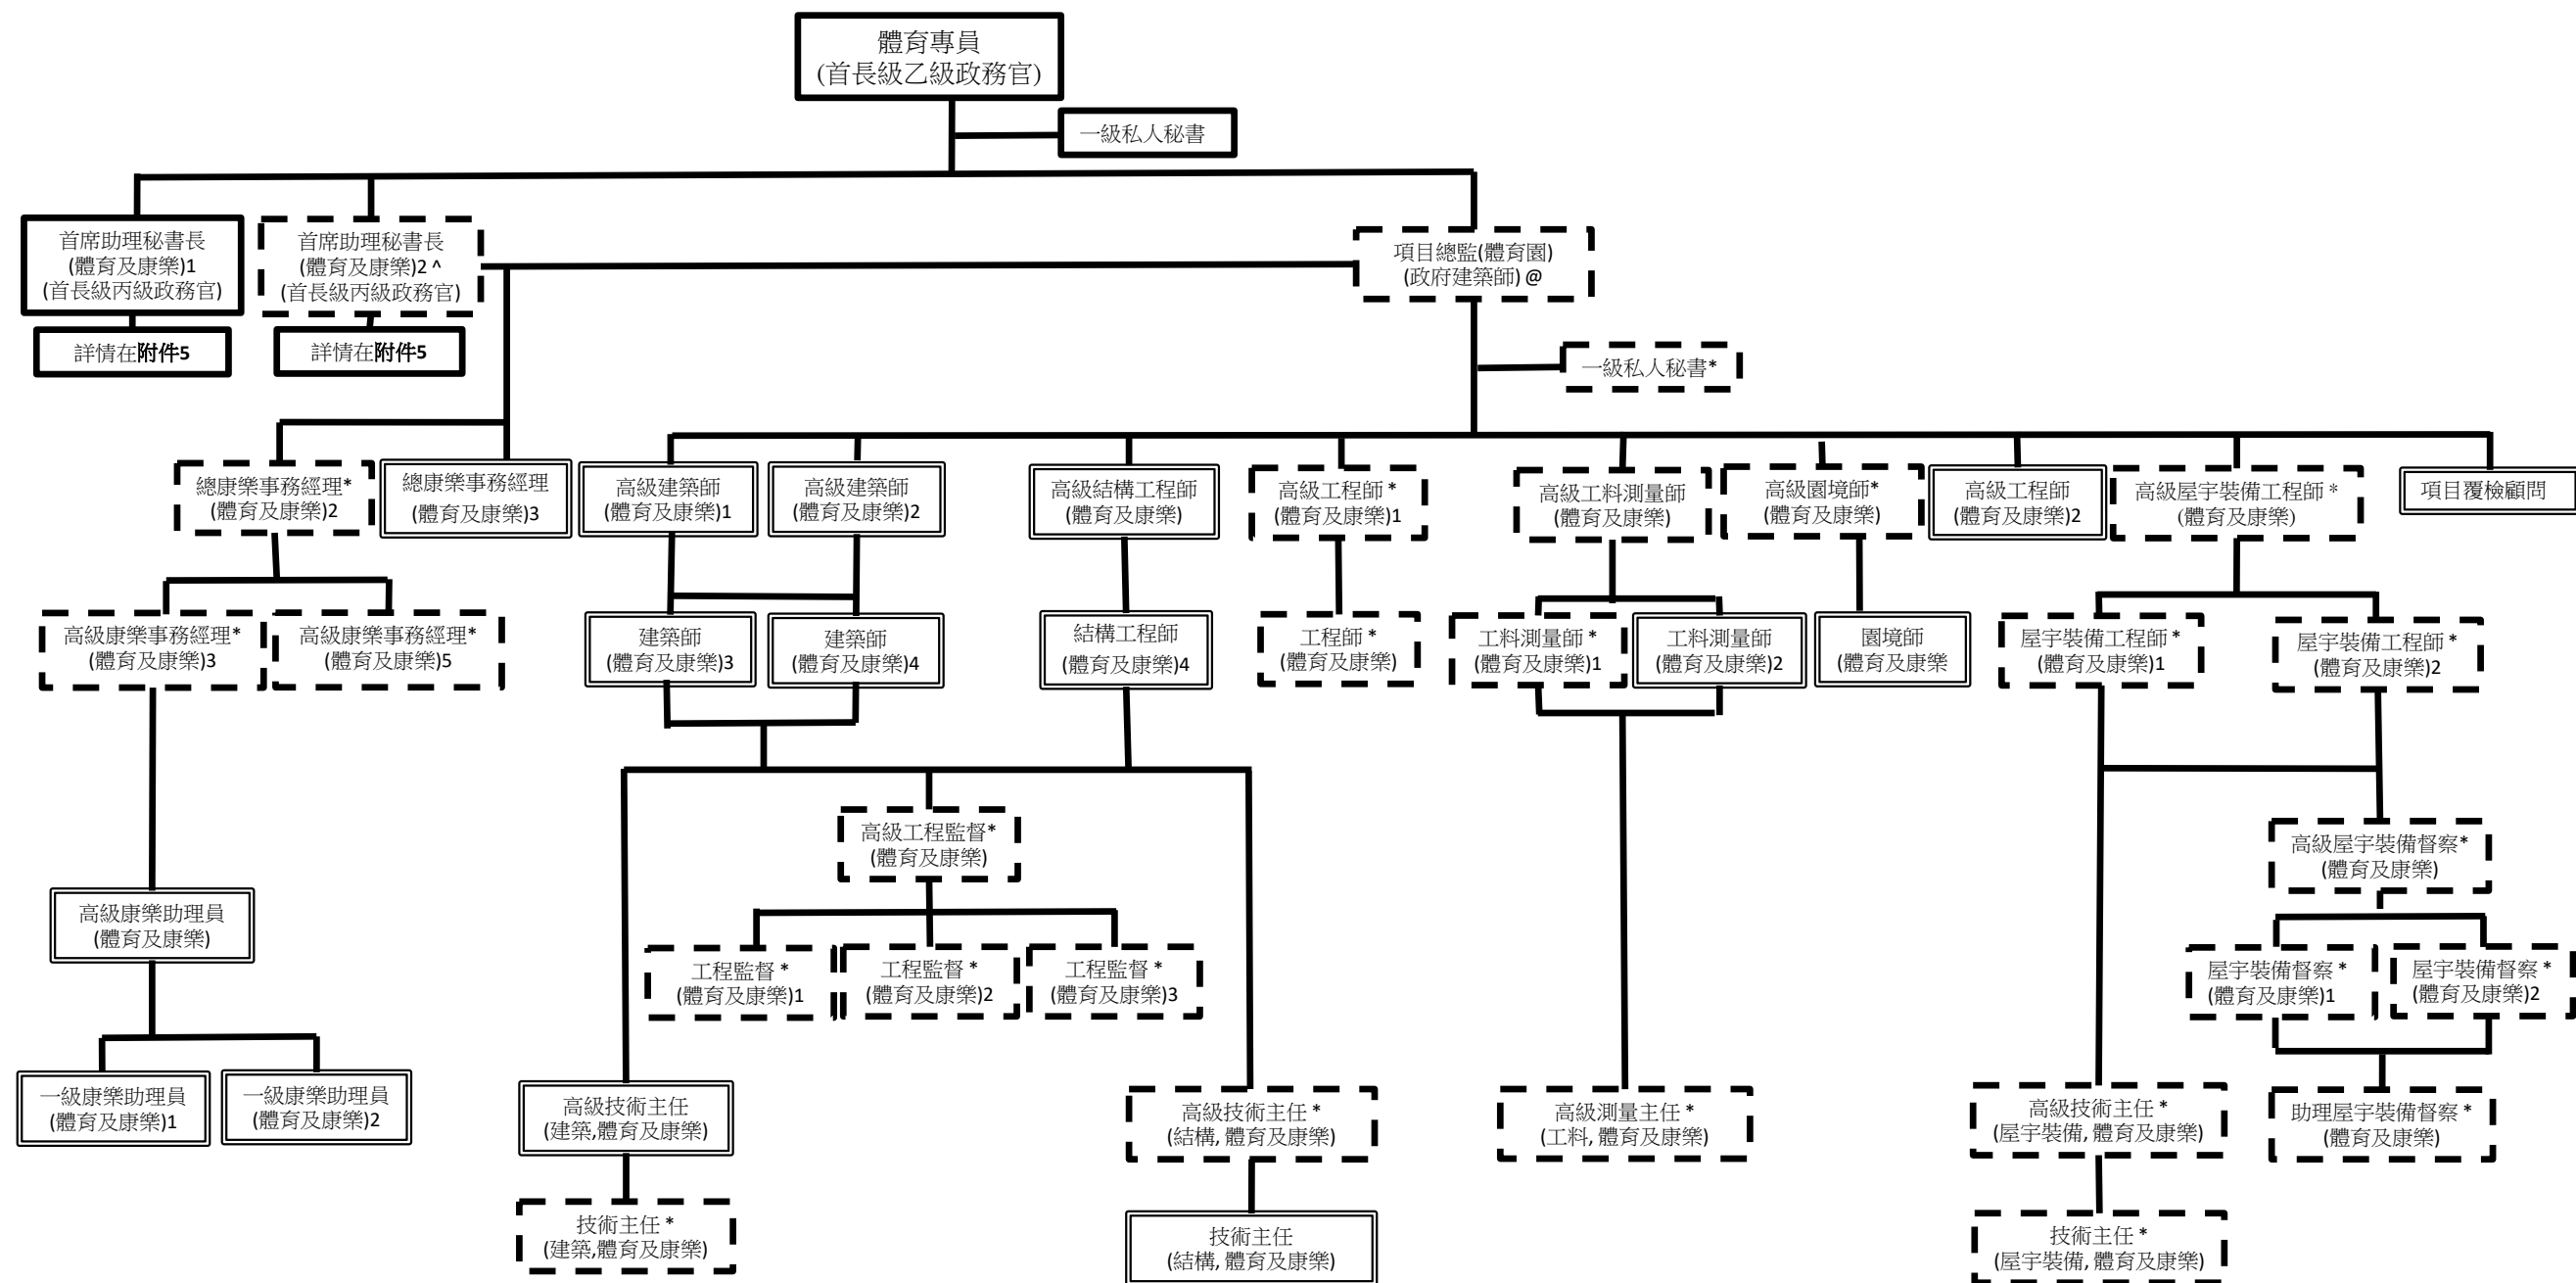 體育專員
(首長級乙級政務官)
一級私人秘書
首席助理秘書長
(體育及康樂)1
(首長級丙級政務官)
首席助理秘書長
(體育及康樂)2 ^
(首長級丙級政務官)
項目總監(體育園)
(政府建築師) @
詳情在附件5
詳情在附件5
一級私人秘書*
總康樂事務經理*
(體育及康樂)2
總康樂事務經理
(體育及康樂)3
高級建築師
(體育及康樂)1
高級建築師
(體育及康樂)2
高級結構工程師
(體育及康樂)
高級工程師 *
(體育及康樂)1
高級工料測量師
(體育及康樂)
高級園境師*
(體育及康樂)
高級工程師
(體育及康樂)2
高級屋宇裝備工程師 *
(體育及康樂)
項目覆檢顧問
高級康樂事務經理*
(體育及康樂)3
高級康樂事務經理*
(體育及康樂)5
建築師
(體育及康樂)3
建築師
(體育及康樂)4
結構工程師
(體育及康樂)4
工程師 *
(體育及康樂)
工料測量師 *
(體育及康樂)1
工料測量師
(體育及康樂)2
園境師
(體育及康樂
屋宇裝備工程師 *
(體育及康樂)1
屋宇裝備工程師 *
(體育及康樂)2
高級工程監督*
(體育及康樂)
高級屋宇裝備督察*
(體育及康樂)
高級康樂助理員
(體育及康樂)
工程監督 *
(體育及康樂)1
工程監督 *
(體育及康樂)2
工程監督 *
(體育及康樂)3
屋宇裝備督察 *
(體育及康樂)1
屋宇裝備督察 *
(體育及康樂)2
一級康樂助理員
(體育及康樂)1
一級康樂助理員
(體育及康樂)2
高級技術主任
(建築,體育及康樂)
高級技術主任 *
(結構, 體育及康樂)
高級測量主任 *
(工料, 體育及康樂)
高級技術主任 *
(屋宇裝備, 體育及康樂)
助理屋宇裝備督察 *
(體育及康樂)
技術主任 *
(建築,體育及康樂)
技術主任
(結構, 體育及康樂)
技術主任 *
(屋宇裝備, 體育及康樂)